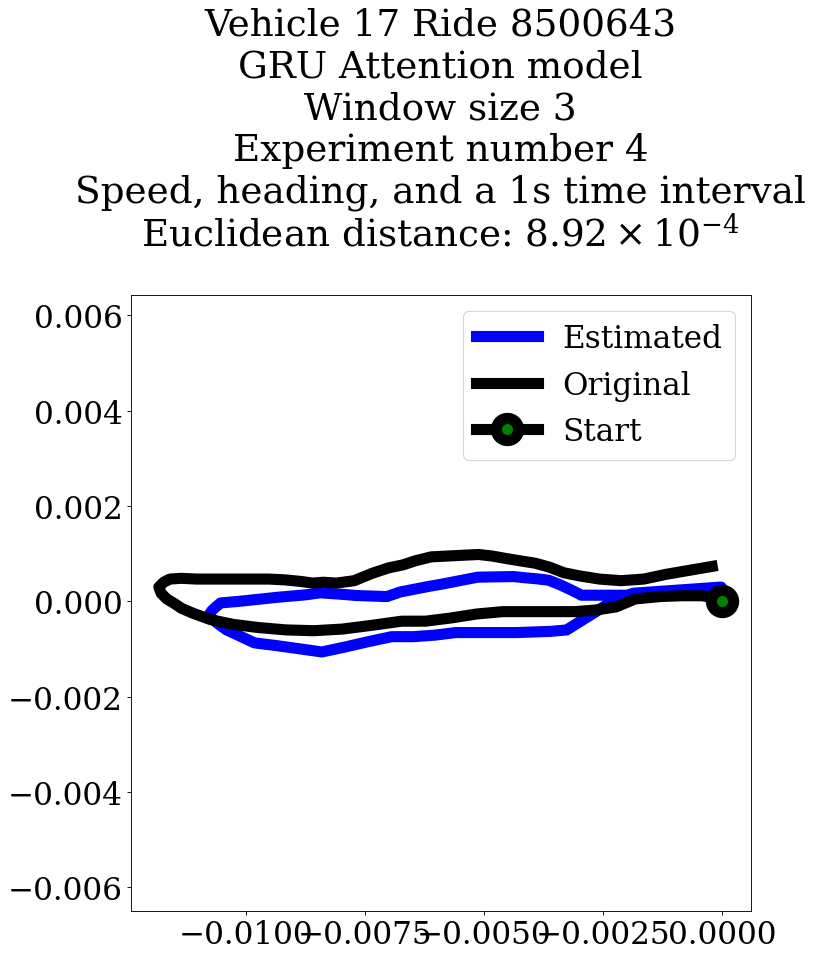 Vehicle 17 Ride 8500643
GRU Attention model
Window size 3
Experiment number 4
Speed, heading, and a 1s time interval
Euclidean distance: 8.92 × 10⁻⁴
Estimated
Original
Start
0.006
0.004
0.002
0.000
−0.002
−0.004
−0.006
−0.0100 −0.0075 −0.0050 −0.0025 0.0000